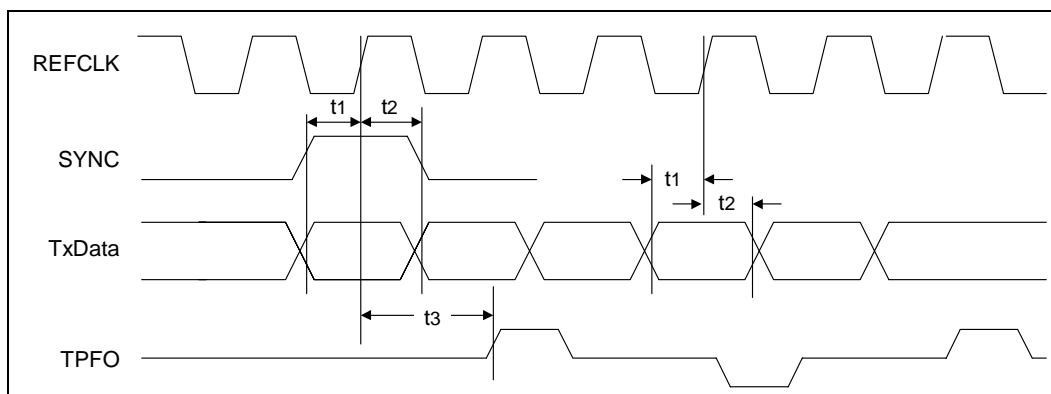 REFCLK
t1 t2
SYNC
t1
t2
TxData
t3
TPFO